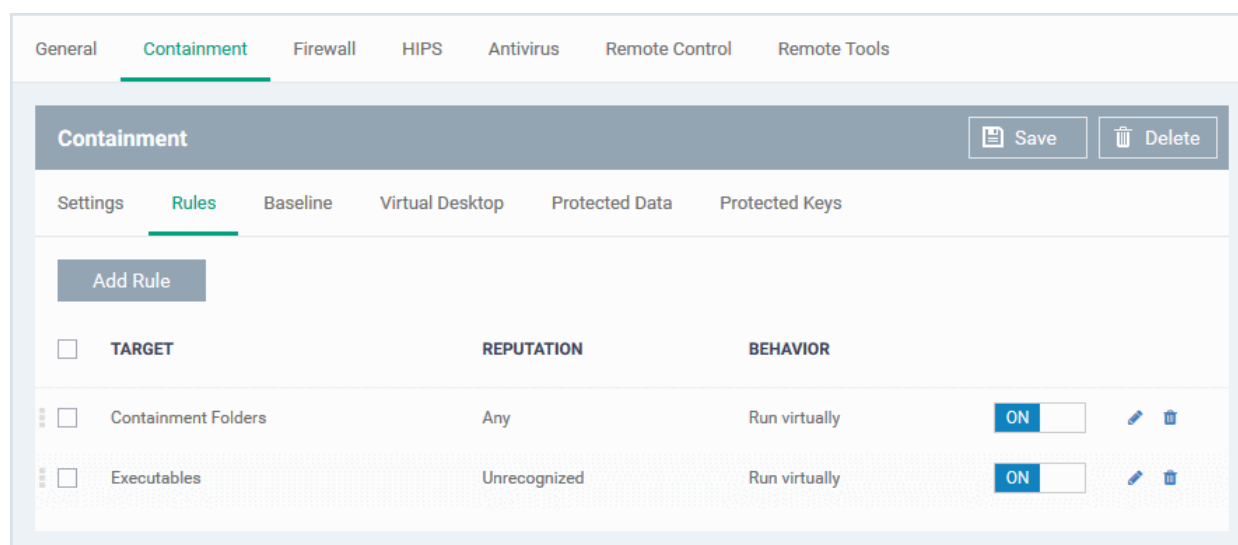 General Containment Firewall HIPS Antivirus Remote Control Remote Tools
Containment Save Delete
Settings Rules Baseline Virtual Desktop Protected Data Protected Keys
Add Rule
TARGET REPUTATION BEHAVIOR
Containment Folders Any Run virtually ON
Executables Unrecognized Run virtually ON